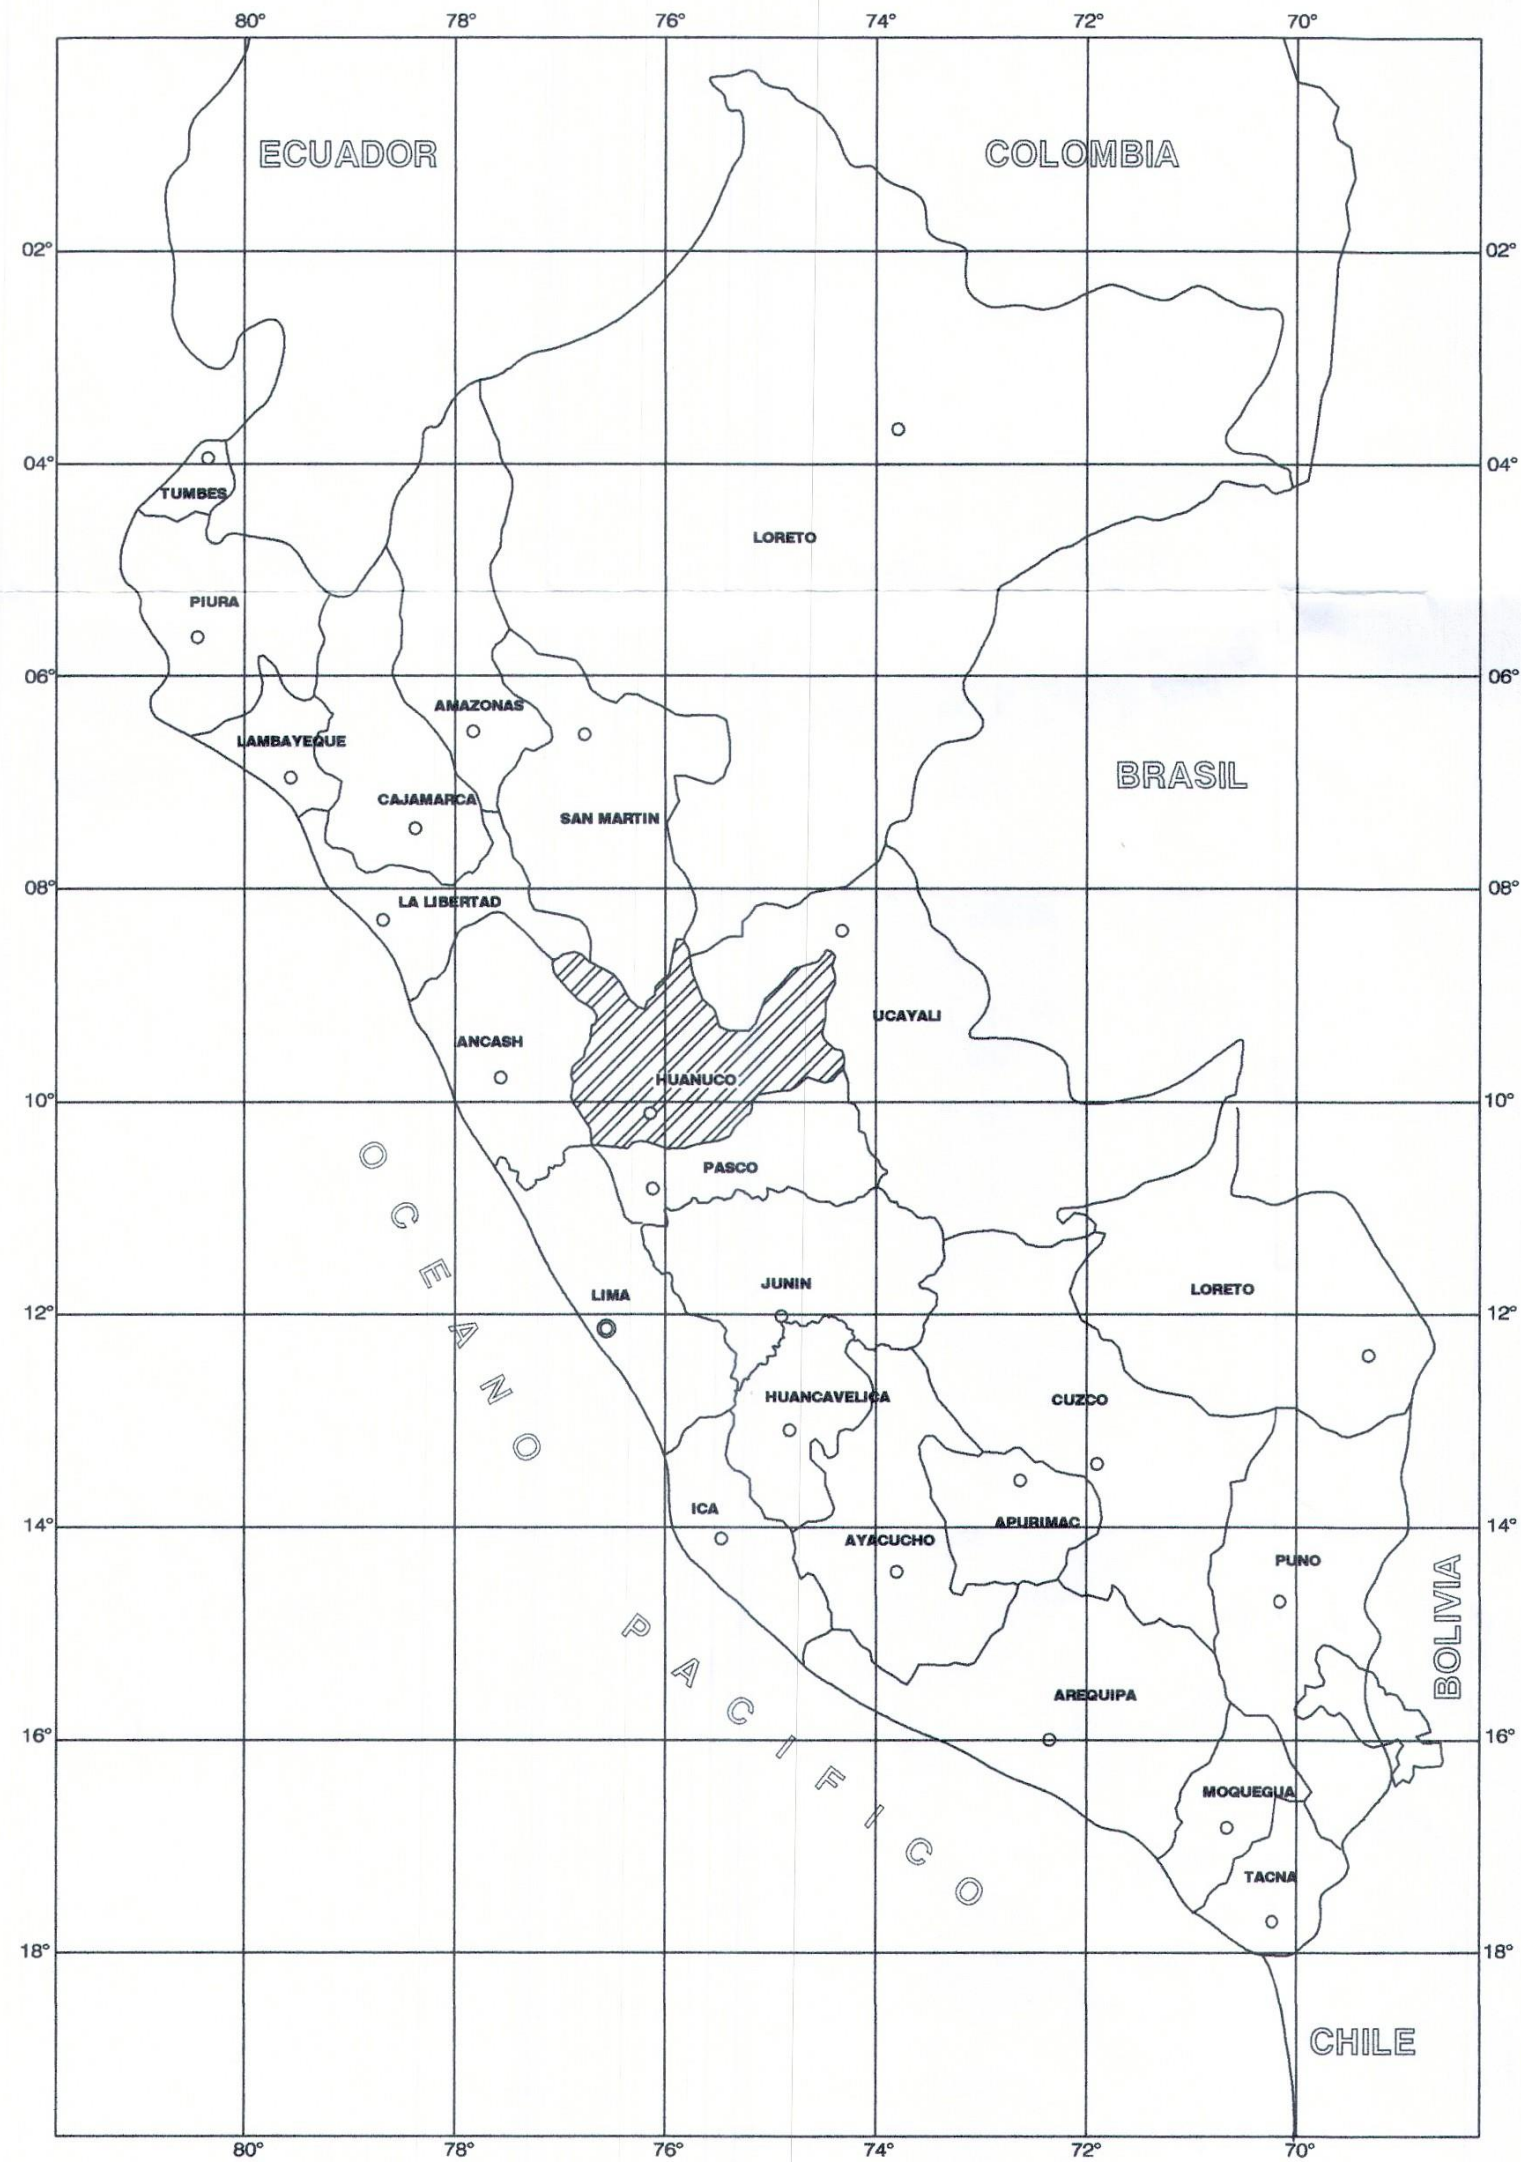 80° 78° 76° 74° 72° 70°
ECUADOR
COLOMBIA
02° 02°
04° 04°
TUMBES
LORETO
PIURA
06° 06°
AMAZONAS
LAMBAYEQUE
BRASIL
CAJAMARCA
SAN MARTIN
08° 08°
LA LIBERTAD
UCAYALI
ANCASH
HUANUCO
10° 10°
PASCO
OCEANO
JUNIN
LORETO
LIMA
12° 12°
HUANCAVELICA
CUZCO
ICA
14° 14°
APURIMAC
AYACUCHO
PUNO
BOLIVIA
PACIFICO
AREQUIPA
16° 16°
MOQUEGUA
TACNA
18° 18°
CHILE
80° 78° 76° 74° 72° 70°